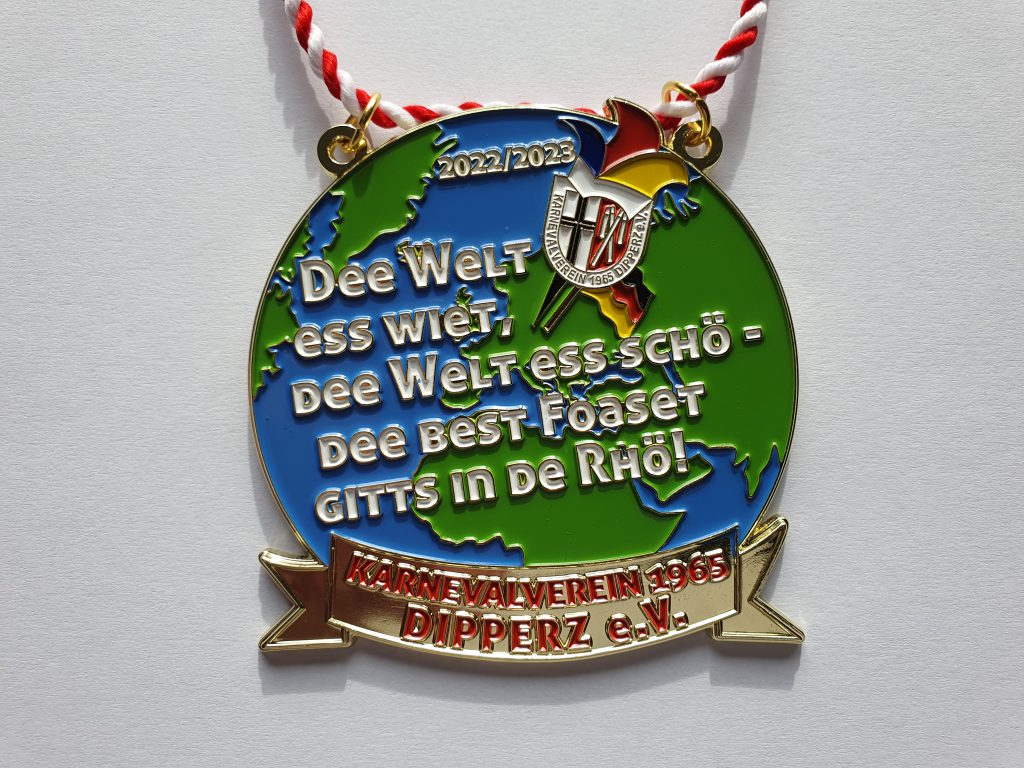 2022/2023
KARNEVALVEREIN 1965 DIPPERZ e.V.
Dee Welt
ess wiet,
dee Welt ess schö -
dee best Foaset
gitts in de Rhö!
KARNEVALVEREIN 1965
DIPPERZ e.V.